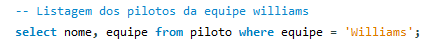 -- Listagem dos pilotos da equipe williams
select nome, equipe from piloto where equipe = 'Williams';